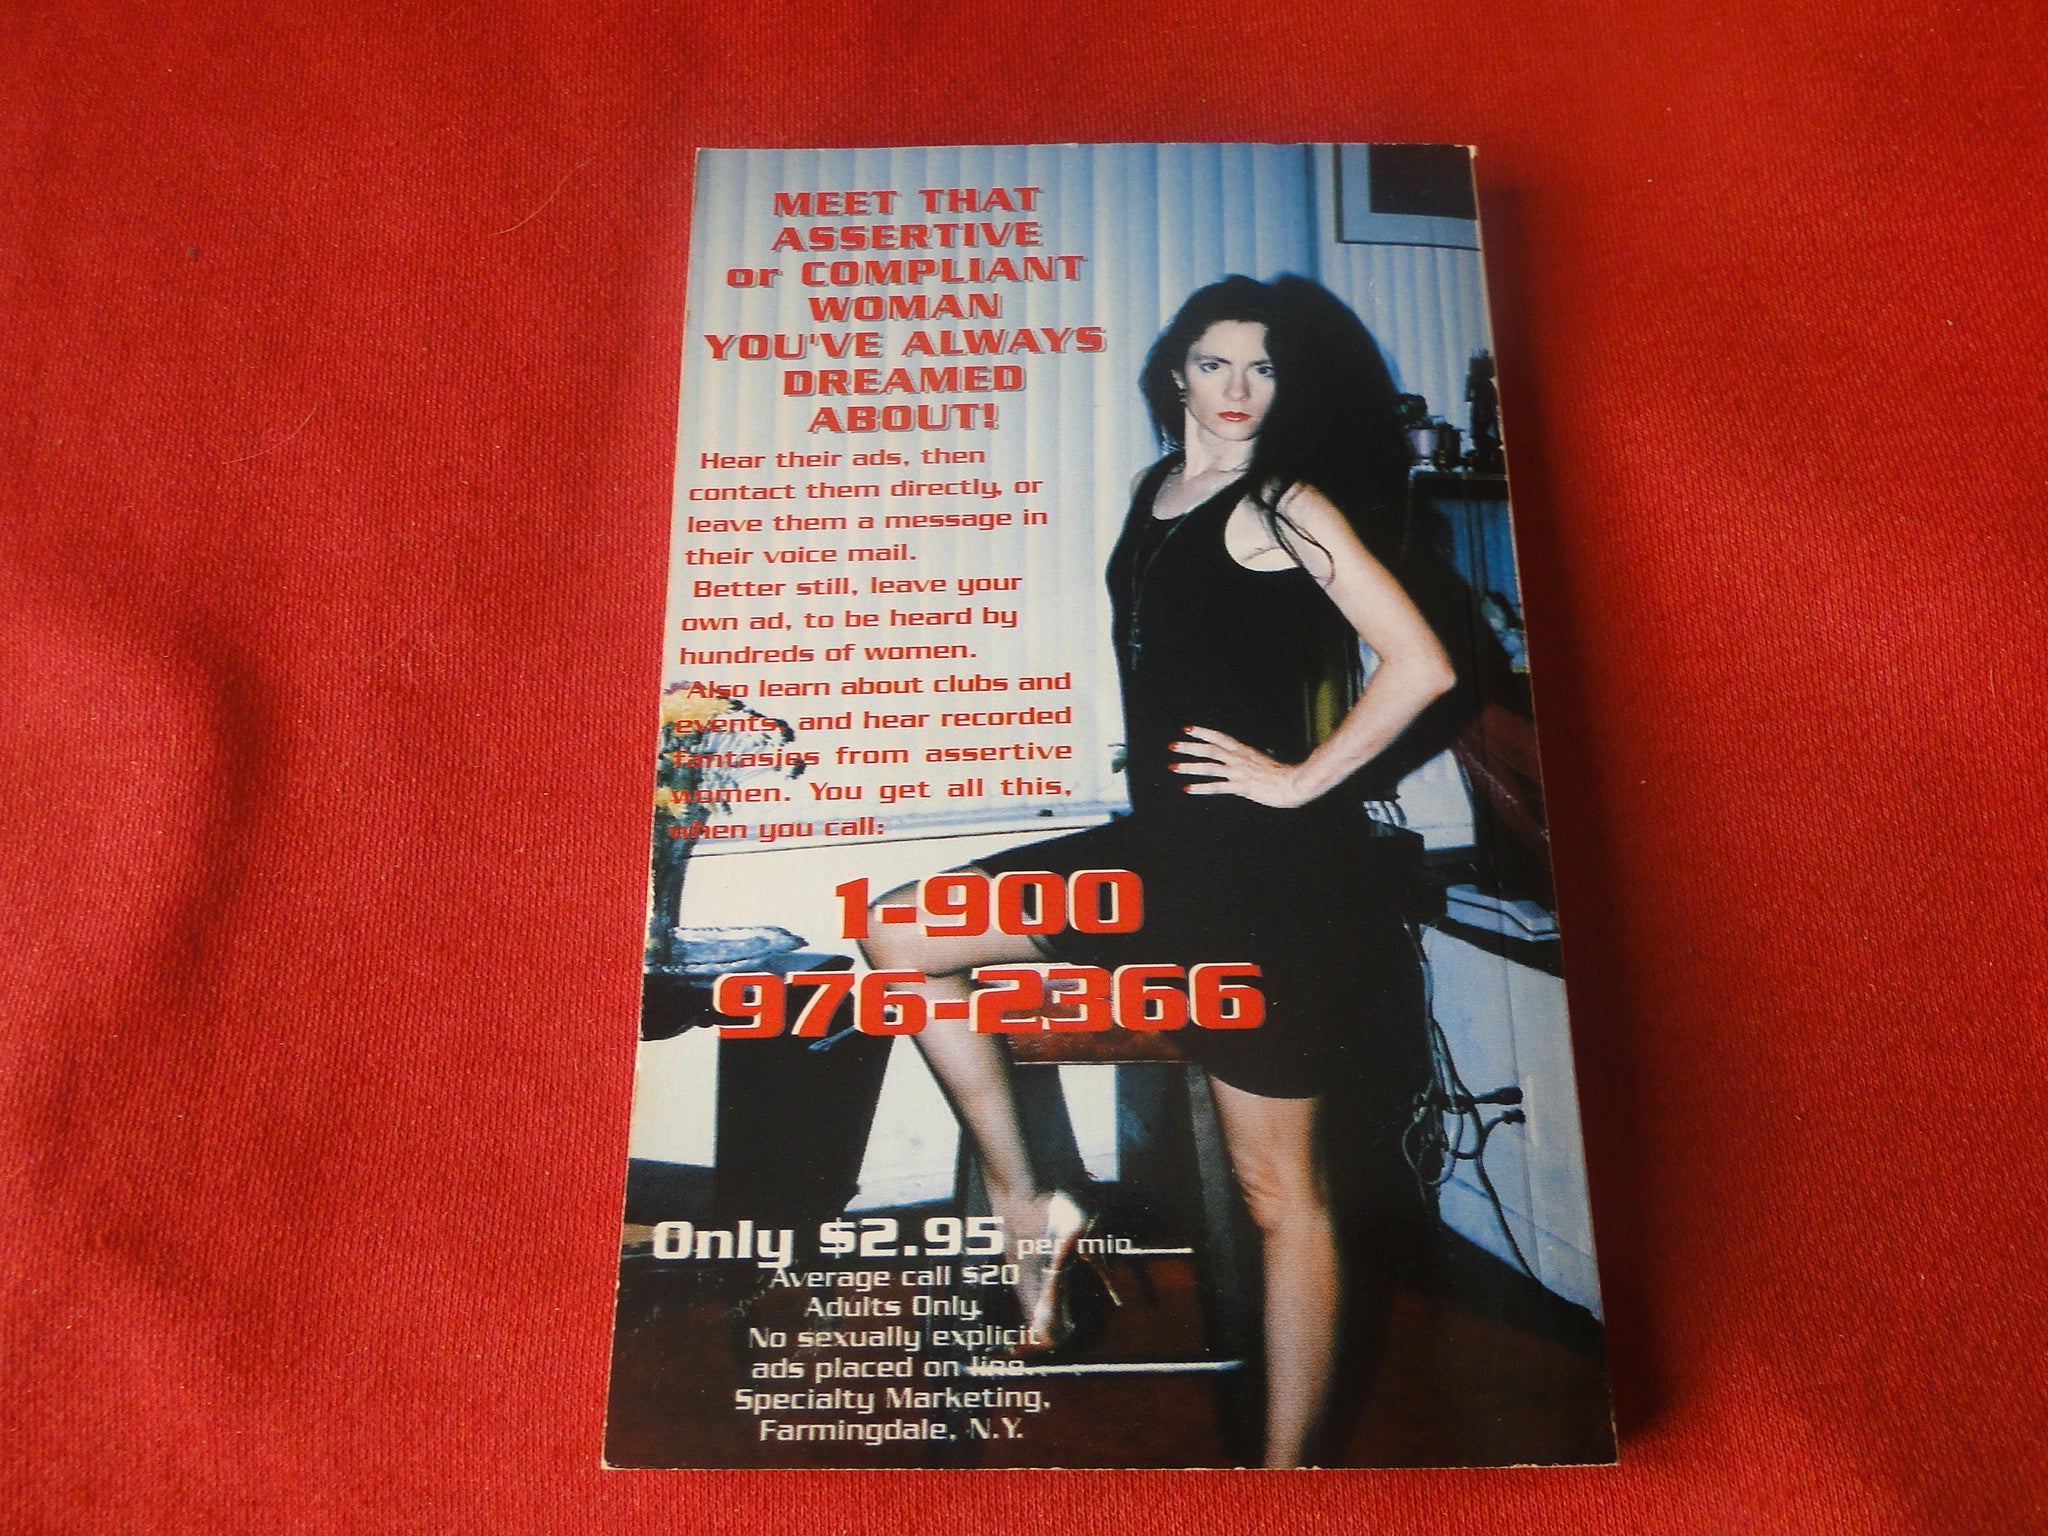 MEET THAT
ASSERTIVE
or COMPLIANT
WOMAN
YOU'VE ALWAYS
DREAMED
ABOUT!
Hear their ads, then
contact them directly, or
leave them a message in
their voice mail.
Better still, leave your
own ad, to be heard by
hundreds of women.
Also learn about clubs and
events, and hear recorded
fantasies from assertive
women. You get all this,
when you call:
1-900
976-2366
Only $2.95 per min.
Average call $20
Adults Only.
No sexually explicit
ads placed on line.
Specialty Marketing,
Farmingdale, N.Y.